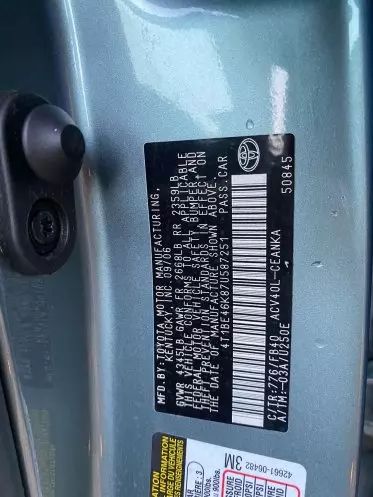 MFD.BY:TOYOTA MOTOR MANUFACTURING,
KENTUCKY, INC. 09/06
GVWR 4345LB GAWR FR 2668LB RR 2359LB
THIS VEHICLE CONFORMS TO ALL APPLICABLE
FEDERAL MOTOR VEHICLE SAFETY, BUMPER, AND
THEFT PREVENTION STANDARDS IN EFFECT ON
THE DATE OF MANUFACTURE SHOWN ABOVE.
4T1BE46K87U587251 PASS.CAR
C/TR:776/FB40 ACV40L-CEANKA
A/TM:-03A/U250E 50845
42661-06482
3M